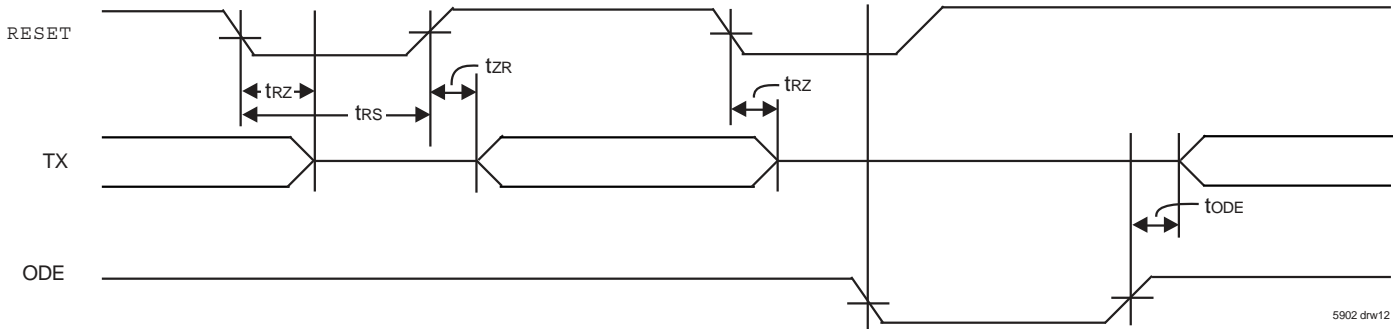 RESET
tZR
tRZ
tRZ
tRS
TX
tODE
ODE
5902 drw12